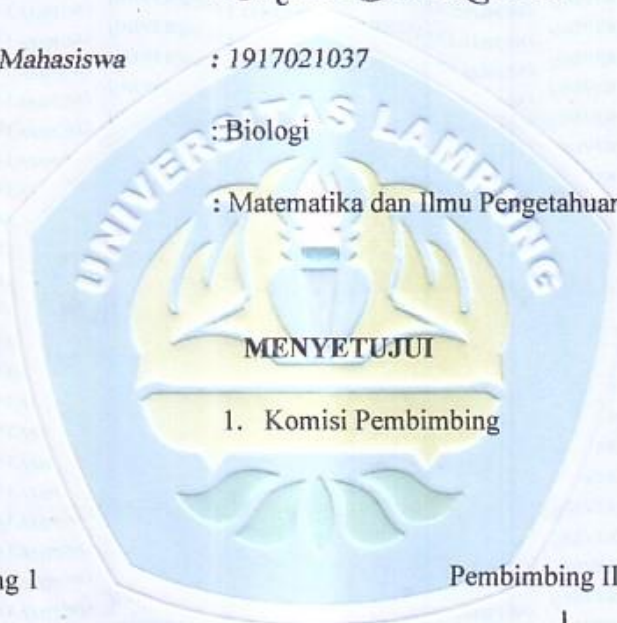 Mahasiswa : 1917021037
: Biologi
: Matematika dan Ilmu Pengetahuan
UNIVERSITAS LAMPUNG
MENYETUJUI
1. Komisi Pembimbing
ng 1 Pembimbing II